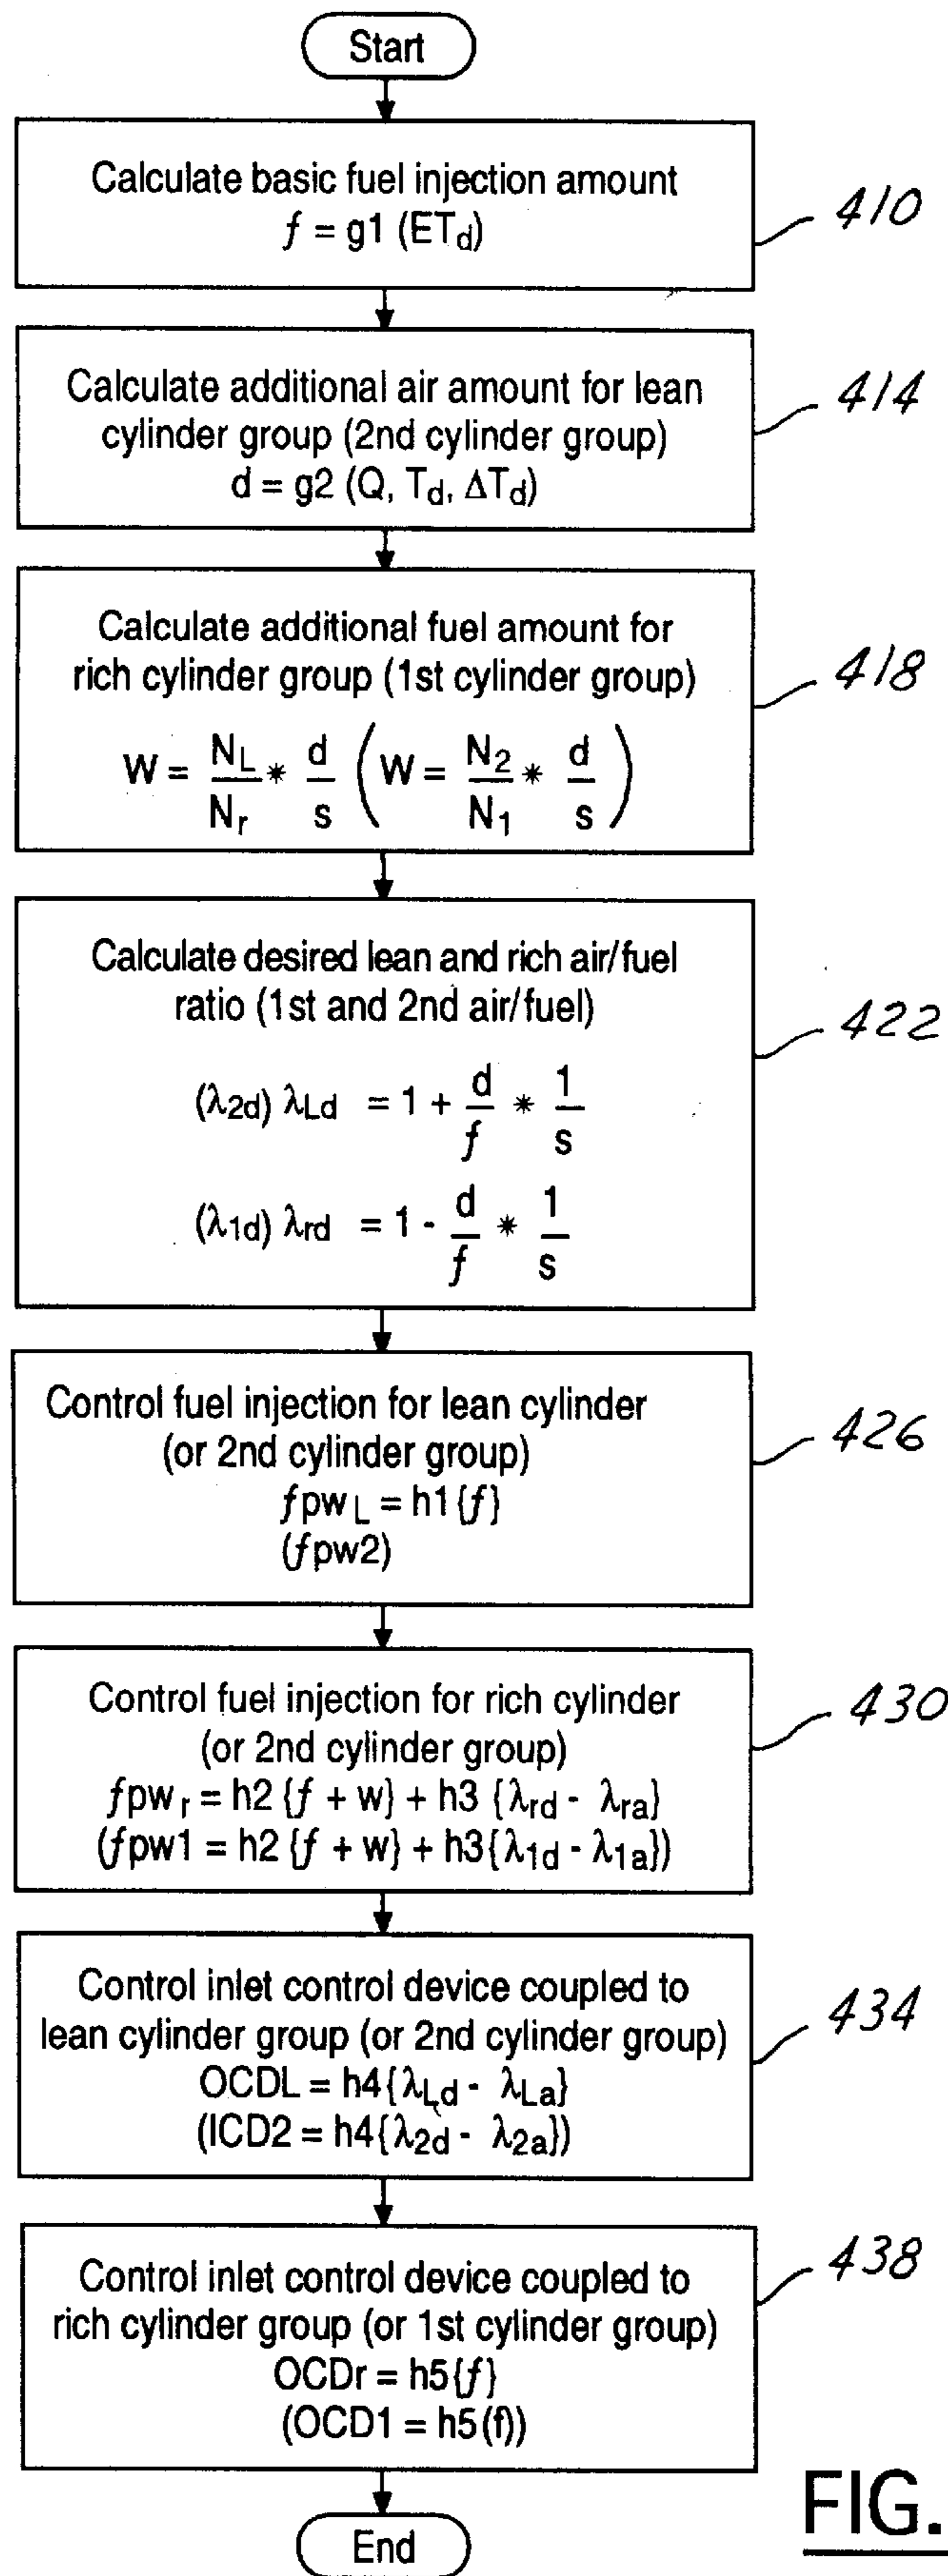 Start
Calculate basic fuel injection amount
f = g1 (ETd)
410
Calculate additional air amount for lean
cylinder group (2nd cylinder group)
d = g2 (Q, Td, ΔTd)
414
Calculate additional fuel amount for
rich cylinder group (1st cylinder group)
W = NL/Nr * d/s (W = N2/N1 * d/s)
418
Calculate desired lean and rich air/fuel
ratio (1st and 2nd air/fuel)
(λ2d) λLd = 1 + d/f * 1/s
(λ1d) λrd = 1 - d/f * 1/s
422
Control fuel injection for lean cylinder
(or 2nd cylinder group)
fpwL = h1{f}
(fpw2)
426
Control fuel injection for rich cylinder
(or 2nd cylinder group)
fpwr = h2 {f + w} + h3 {λrd - λra}
(fpw1 = h2 {f + w} + h3{λ1d - λ1a})
430
Control inlet control device coupled to
lean cylinder group (or 2nd cylinder group)
OCDL = h4{λLd - λLa}
(ICD2 = h4{λ2d - λ2a})
434
Control inlet control device coupled to
rich cylinder group (or 1st cylinder group)
OCDr = h5{f}
(OCD1 = h5(f))
438
End
FIG.